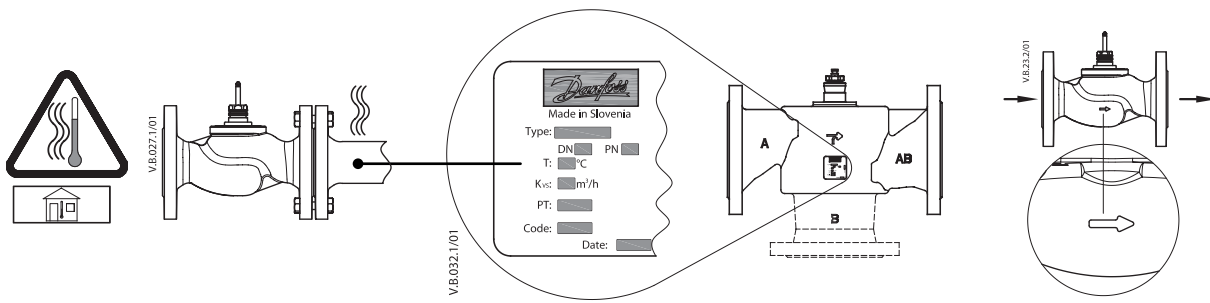 V.B.027.1/01
V.B.032.1/01
Danfoss
Made in Slovenia
Type:
DN PN
T: °C
Kvs: m³/h
PT:
Code:
Date:
A
AB
B
V.B.23.2/01